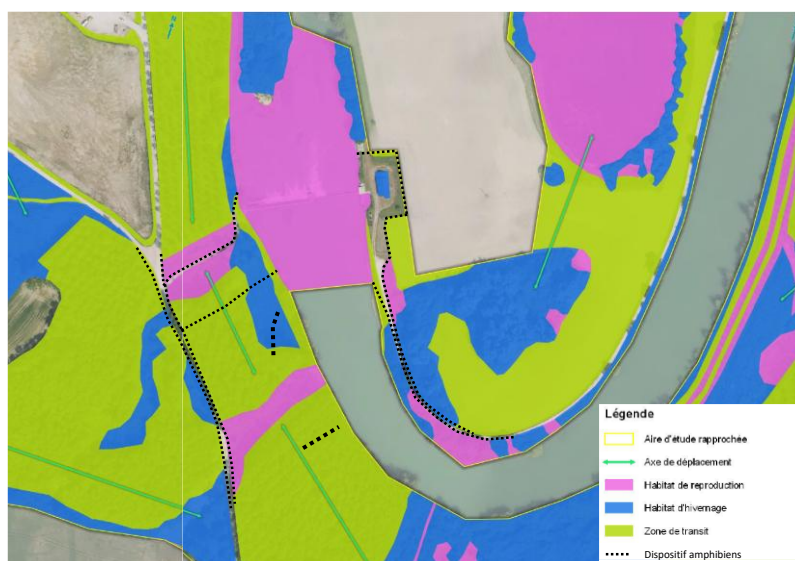 Légende
Aire d'étude rapprochée
Axe de déplacement
Habitat de reproduction
Habitat d'hivernage
Zone de transit
Dispositif amphibiens